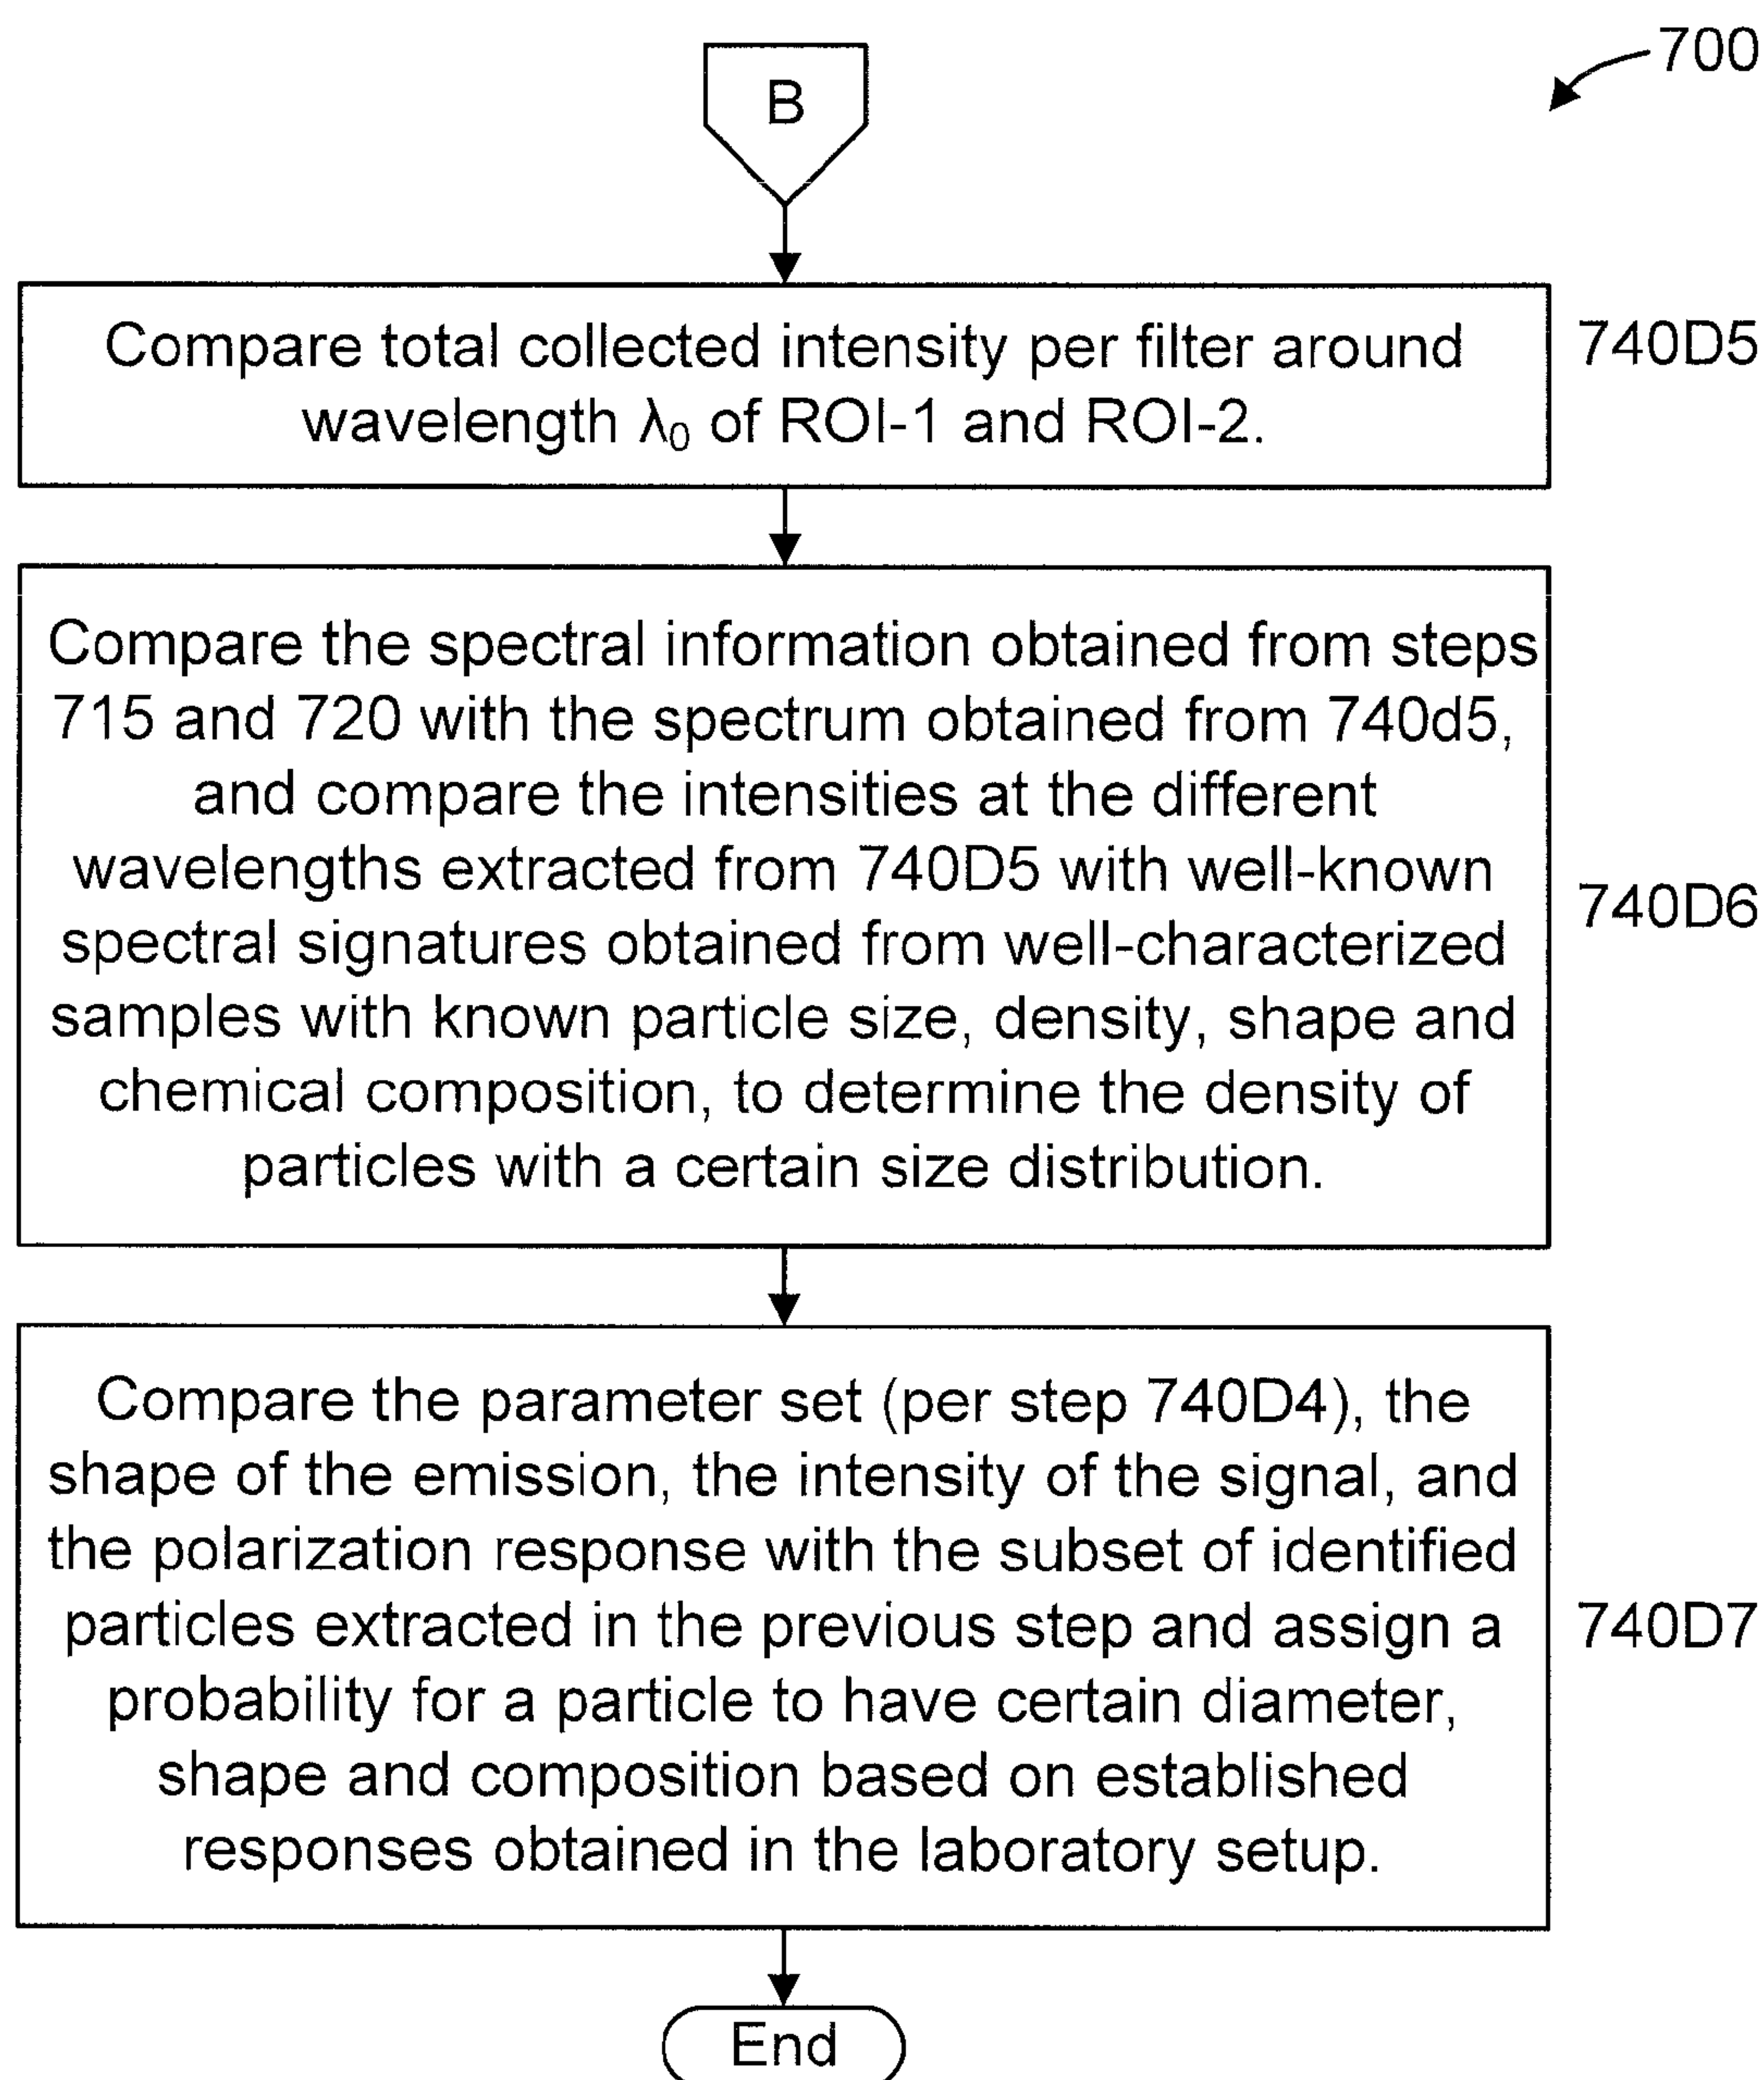 700
B
Compare total collected intensity per filter around
wavelength λ₀ of ROI-1 and ROI-2.
740D5
Compare the spectral information obtained from steps
715 and 720 with the spectrum obtained from 740d5,
and compare the intensities at the different
wavelengths extracted from 740D5 with well-known
spectral signatures obtained from well-characterized
samples with known particle size, density, shape and
chemical composition, to determine the density of
particles with a certain size distribution.
740D6
Compare the parameter set (per step 740D4), the
shape of the emission, the intensity of the signal, and
the polarization response with the subset of identified
particles extracted in the previous step and assign a
probability for a particle to have certain diameter,
shape and composition based on established
responses obtained in the laboratory setup.
740D7
End